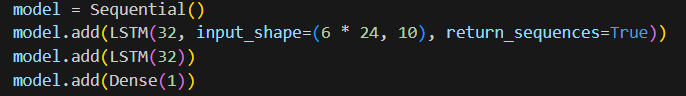 model = Sequential()
model.add(LSTM(32, input_shape=(6 * 24, 10), return_sequences=True))
model.add(LSTM(32))
model.add(Dense(1))